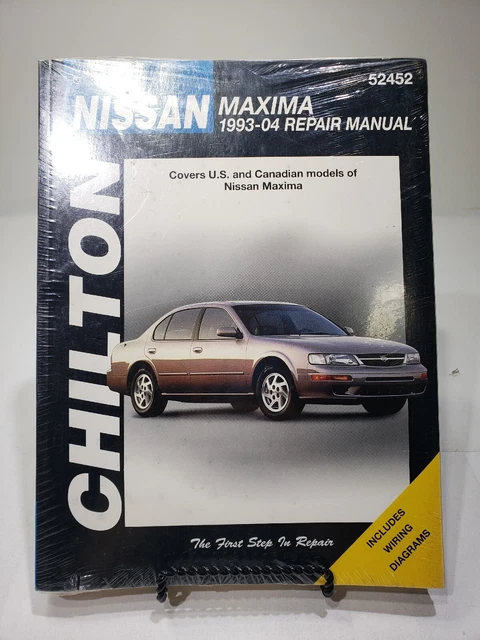 52452
NISSAN MAXIMA
1993-04 REPAIR MANUAL
Covers U.S. and Canadian models of
Nissan Maxima
CHILTON
The First Step In Repair
INCLUDES
WIRING
DIAGRAMS